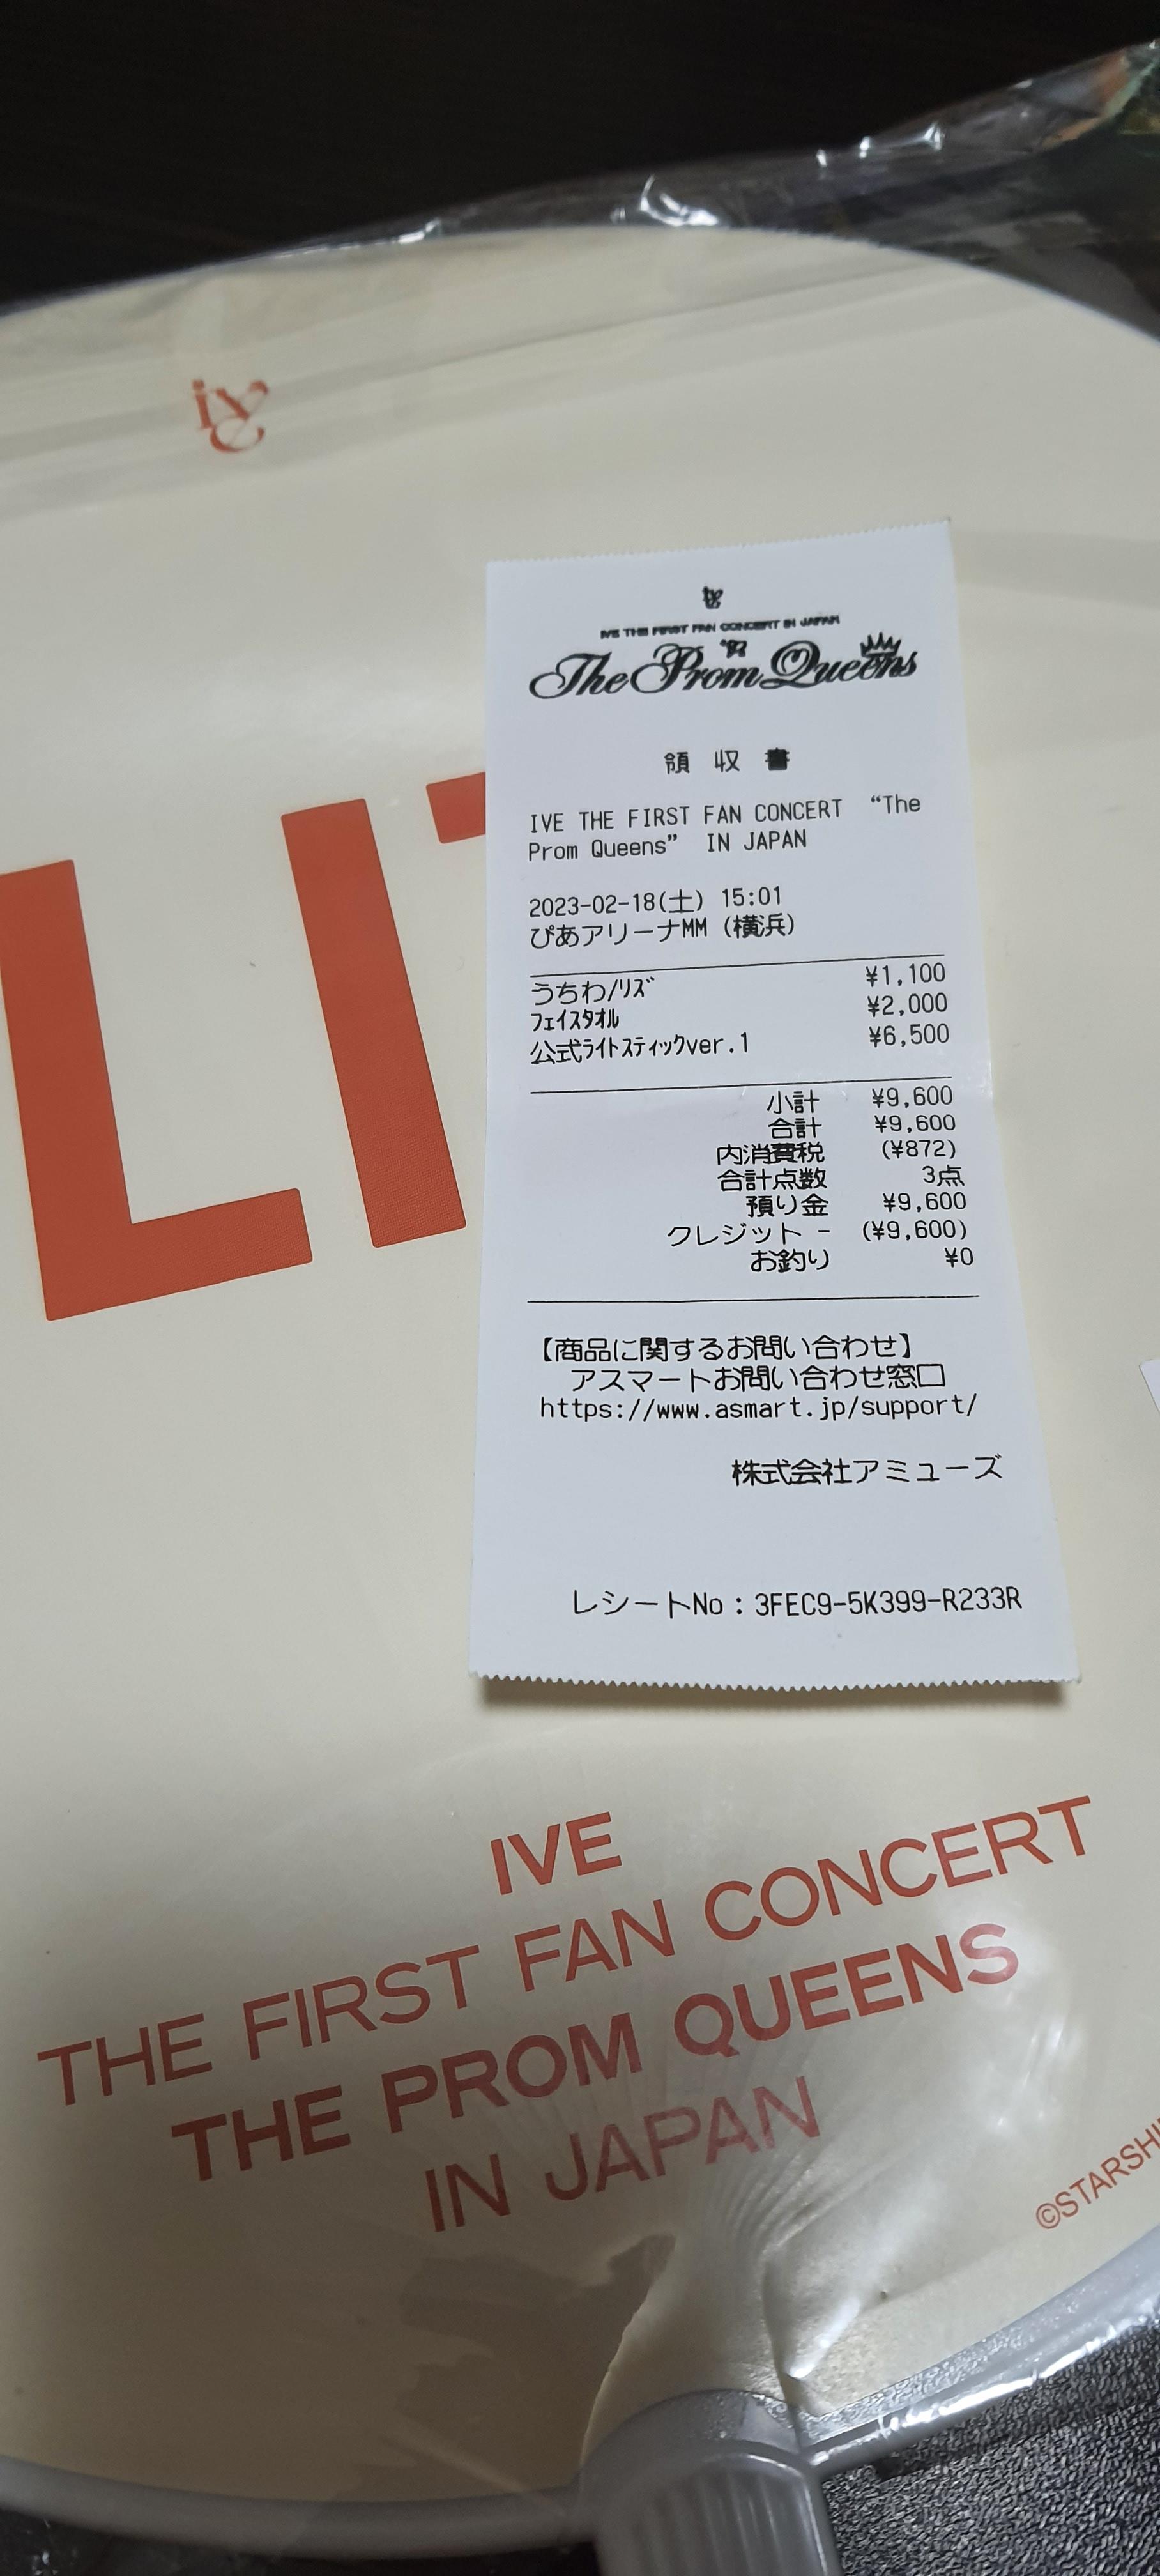 ive
LIT
ive
IVE THE FIRST FAN CONCERT IN JAPAN
The Prom Queens
領 収 書
IVE THE FIRST FAN CONCERT “The
Prom Queens” IN JAPAN
2023-02-18(土) 15:01
ぴあアリーナMM (横浜)
うちわ/リズ ¥1,100
フェイスタオル ¥2,000
公式ライトスティックver.1 ¥6,500
小計 ¥9,600
合計 ¥9,600
内消費税 (¥872)
合計点数 3点
預り金 ¥9,600
クレジット - (¥9,600)
お釣り ¥0
【商品に関するお問い合わせ】
アスマートお問い合わせ窓口
https://www.asmart.jp/support/
株式会社アミューズ
レシートNo：3FEC9-5K399-R233R
IVE
THE FIRST FAN CONCERT
THE PROM QUEENS
IN JAPAN
©STARSHI